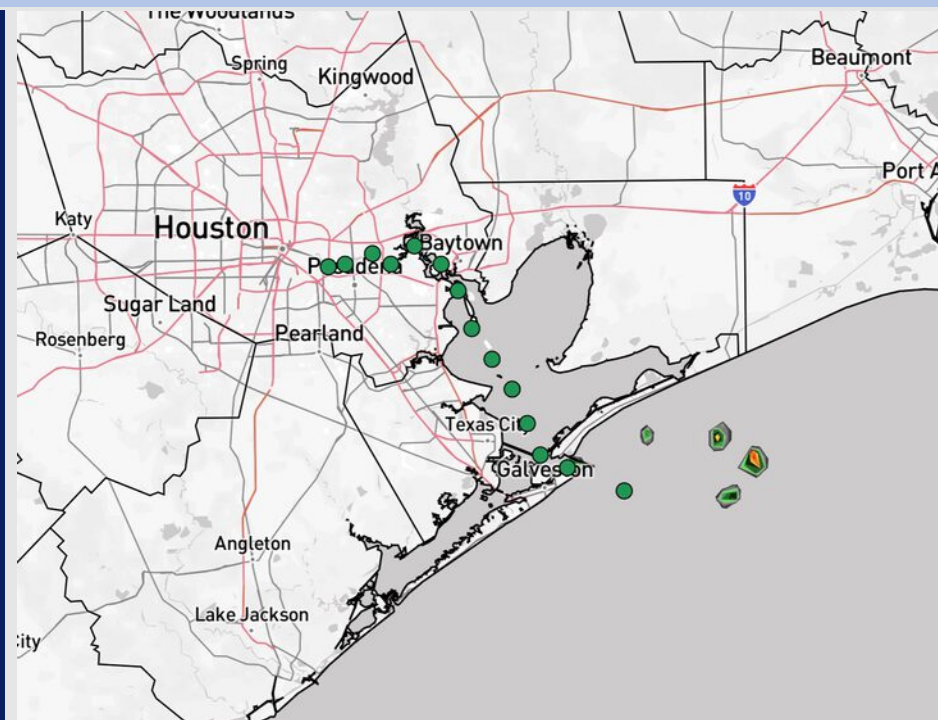 The Woodlands
Spring
Kingwood
Beaumont
Port A
10
Katy
Houston
Baytown
Pasadena
Sugar Land
Rosenberg
Pearland
Texas City
Galveston
Angleton
Lake Jackson
City